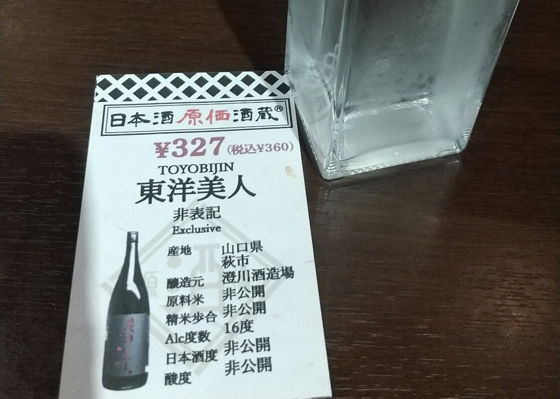 日本酒原価酒蔵®
¥327(税込¥360)
TOYOBIJIN
東洋美人
非表記
Exclusive
産地 山口県
萩市
醸造元 澄川酒造場
原料米 非公開
精米歩合 非公開
Alc度数 16度
日本酒度 非公開
酸度 非公開